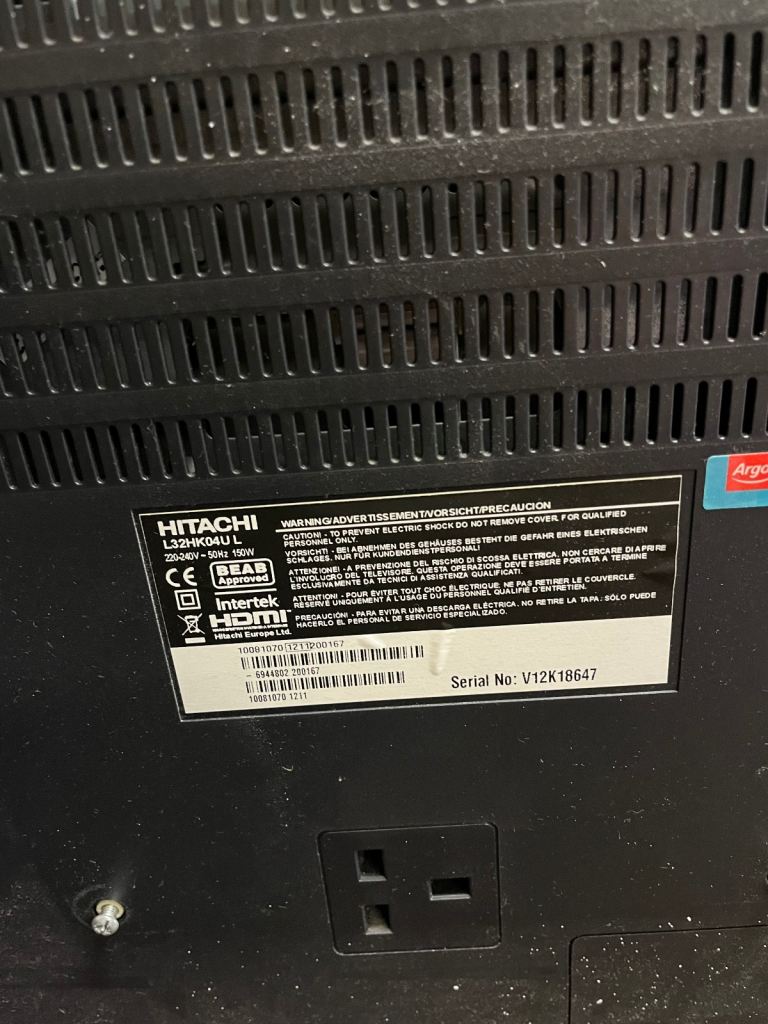 Argo
HITACHI
L32HK04U L
220-240V ~ 50Hz 150W
CE
BEAB
Approved
Intertek
HDMI
Hitachi Europe Ltd.
WARNING/ADVERTISSEMENT/VORSICHT/PRECAUCION
CAUTION! - TO PREVENT ELECTRIC SHOCK DO NOT REMOVE COVER. FOR QUALIFIED
PERSONNEL ONLY.
VORSICHT! - BEI ABNEHMEN DES GEHÄUSES BESTEHT DIE GEFAHR EINES ELEKTRISCHEN
SCHLAGES. NUR FÜR KUNDENDIENSTPERSONAL!
ATTENZIONE! - A PREVENZIONE DEL RISCHIO DI SCOSSA ELETTRICA, NON CERCARE DI APRIRE
L'INVOLUCRO DEL TELEVISORE. QUESTA OPERAZIONE DEVE ESSERE PORTATA A TERMINE
ESCLUSIVAMENTE DA TECNICI DI ASSISTENZA QUALIFICATI.
ATTENTION! - POUR ÉVITER TOUT CHOC ÉLECTRIQUE, NE PAS RETIRER LE COUVERCLE.
RÉSERVÉ UNIQUEMENT À L'USAGE DU PERSONNEL QUALIFIÉ D'ENTRETIEN.
PRECAUCIÓN! - PARA EVITAR UNA DESCARGA ELÉCTRICA, NO RETIRE LA TAPA. SÓLO PUEDE
HACERLO EL PERSONAL DE SERVICIO ESPECIALIZADO.
10081070 1211200167
- 6944802 200167
10081070 1211
Serial No: V12K18647